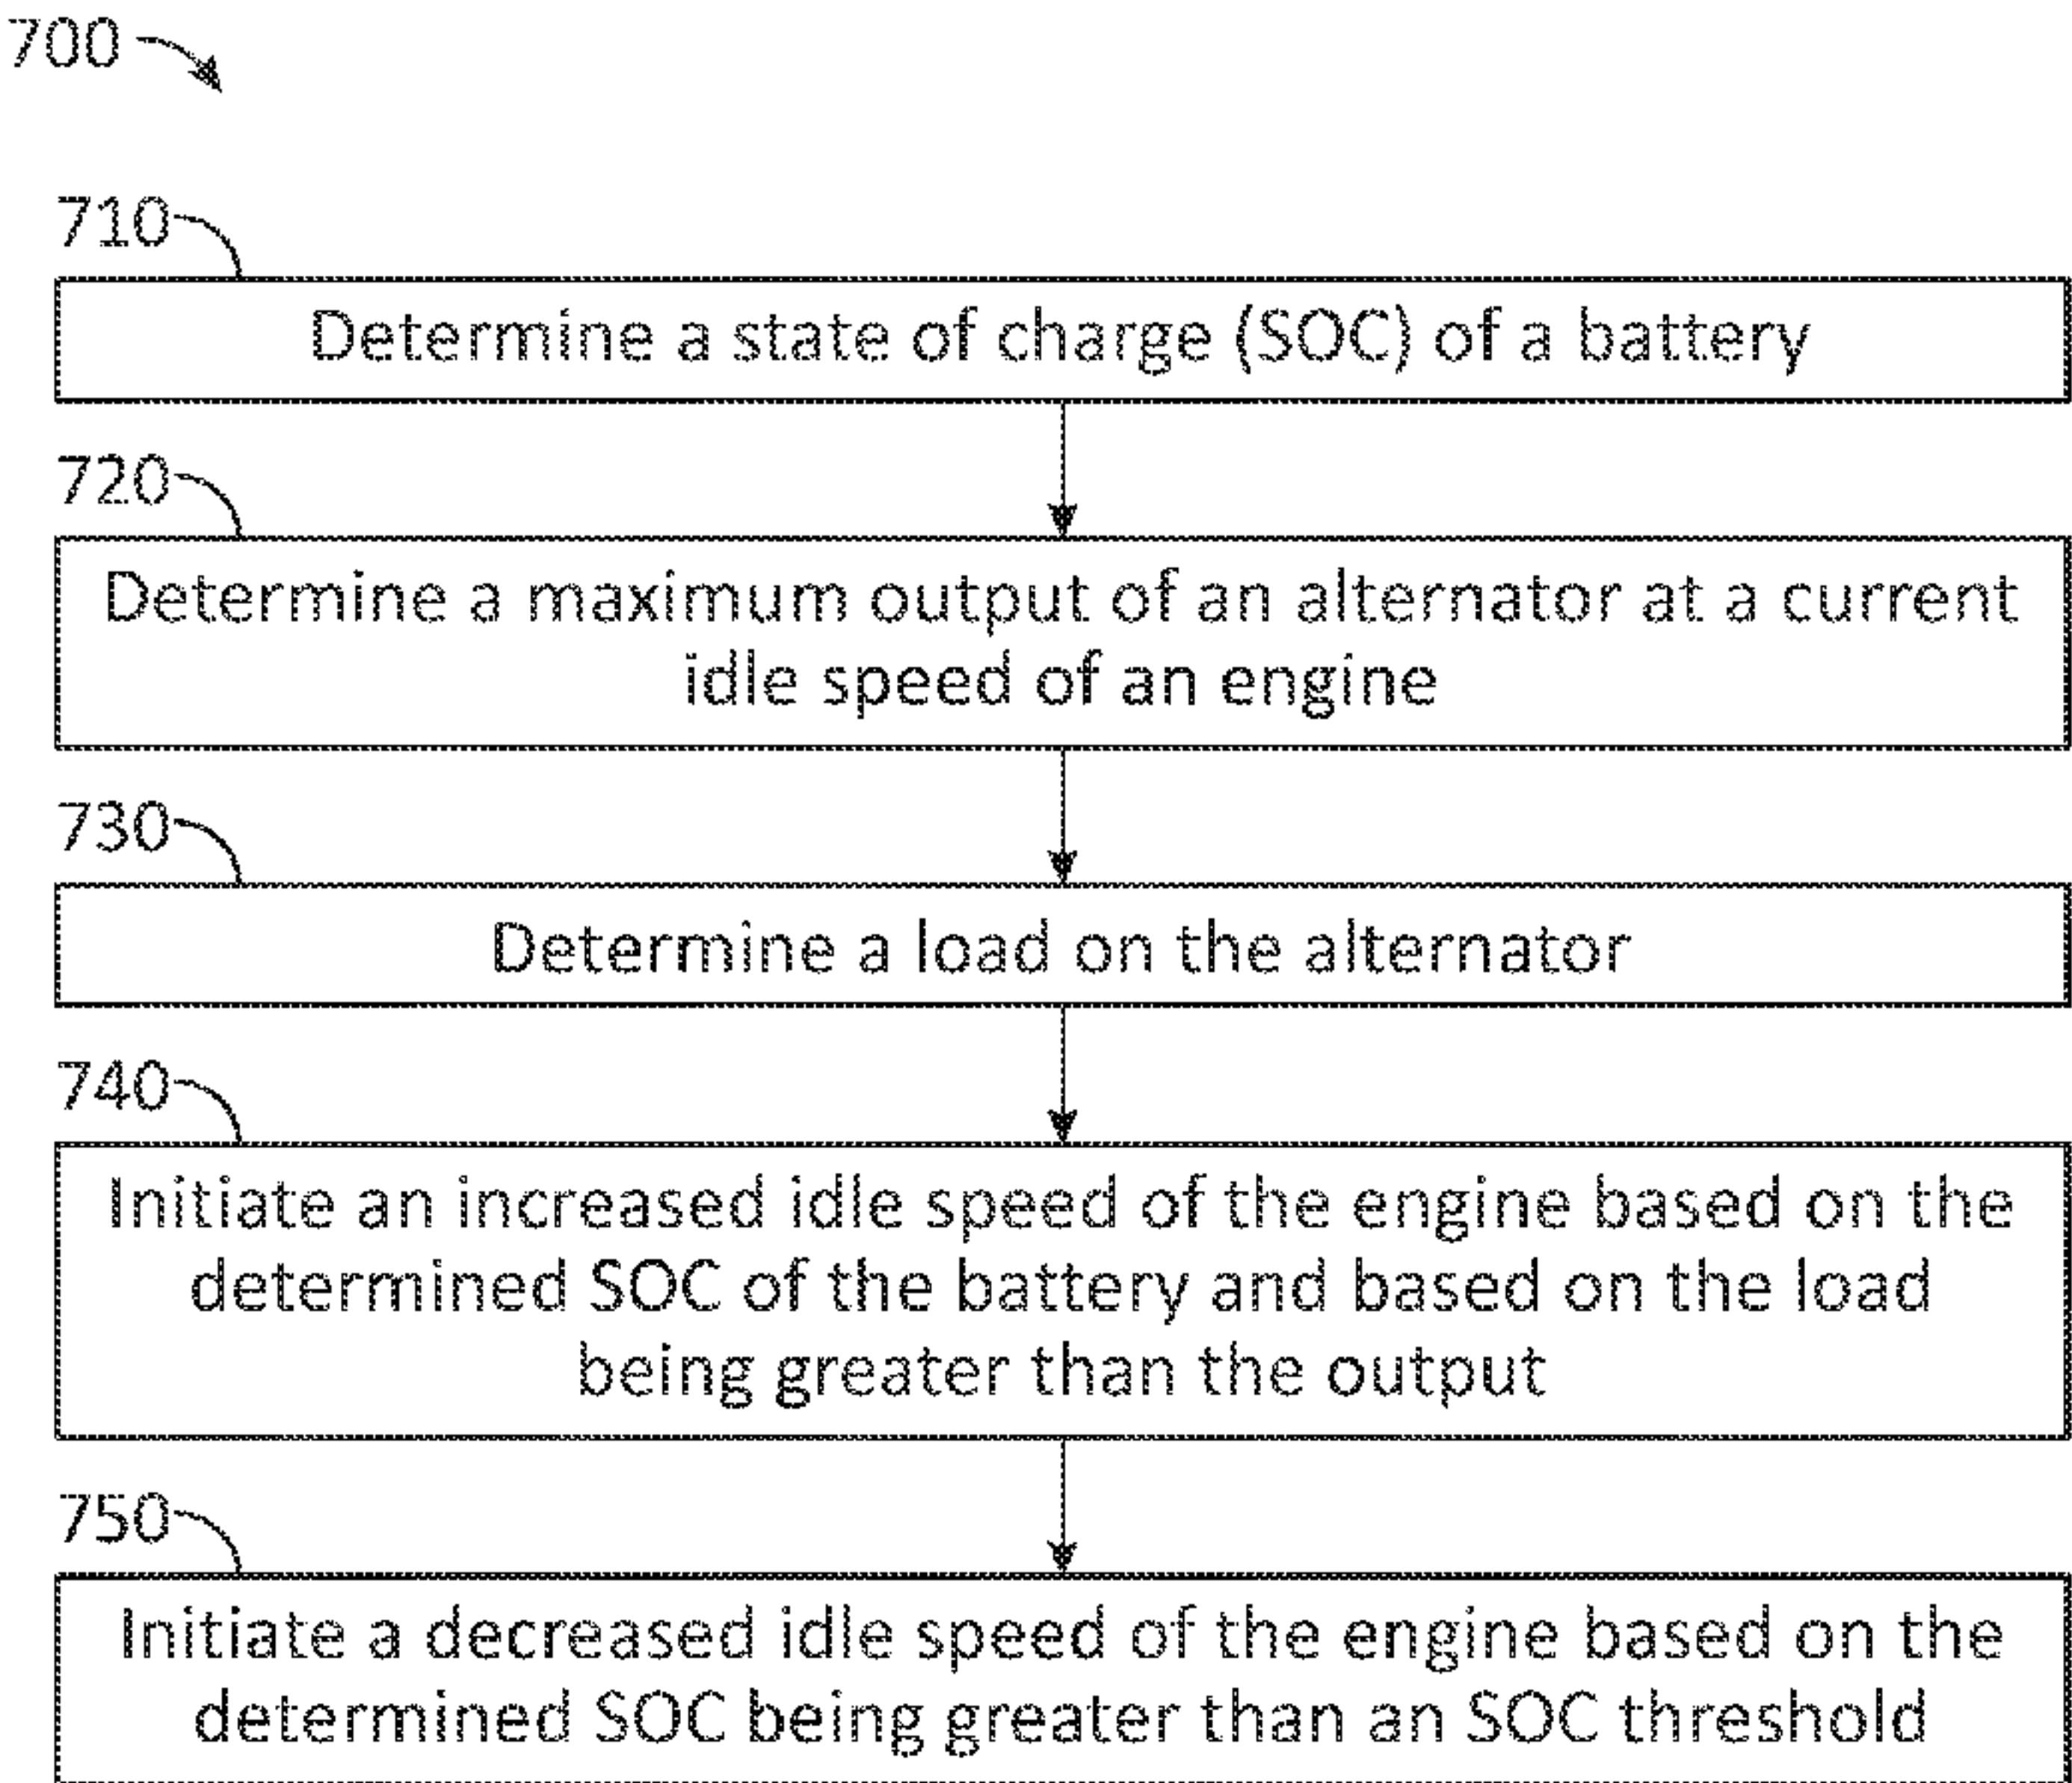 700
710
Determine a state of charge (SOC) of a battery
720
Determine a maximum output of an alternator at a current
idle speed of an engine
730
Determine a load on the alternator
740
Initiate an increased idle speed of the engine based on the
determined SOC of the battery and based on the load
being greater than the output
750
Initiate a decreased idle speed of the engine based on the
determined SOC being greater than an SOC threshold